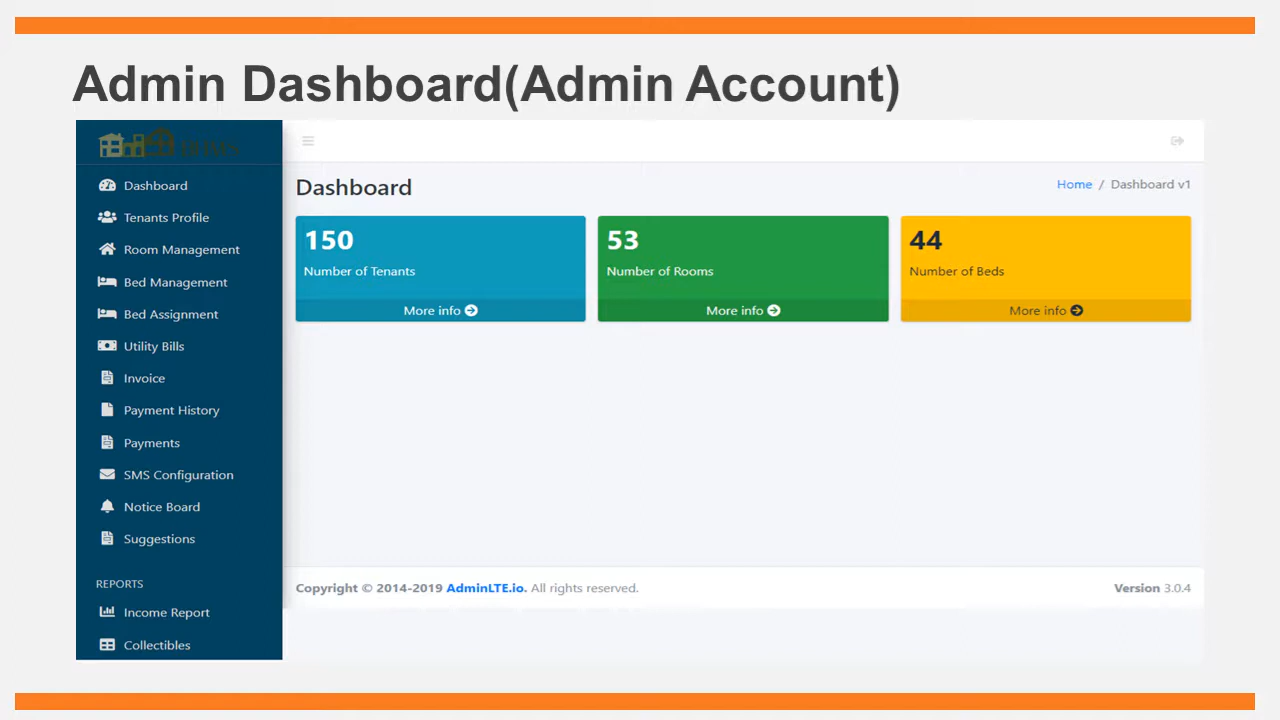 Admin Dashboard(Admin Account)
Dashboard
Tenants Profile
Room Management
Bed Management
Bed Assignment
Utility Bills
Invoice
Payment History
Payments
SMS Configuration
Notice Board
Suggestions
REPORTS
Income Report
Collectibles
Dashboard
Home / Dashboard v1
150
Number of Tenants
More info
53
Number of Rooms
More info
44
Number of Beds
More info
Copyright © 2014-2019 AdminLTE.io. All rights reserved.
Version 3.0.4